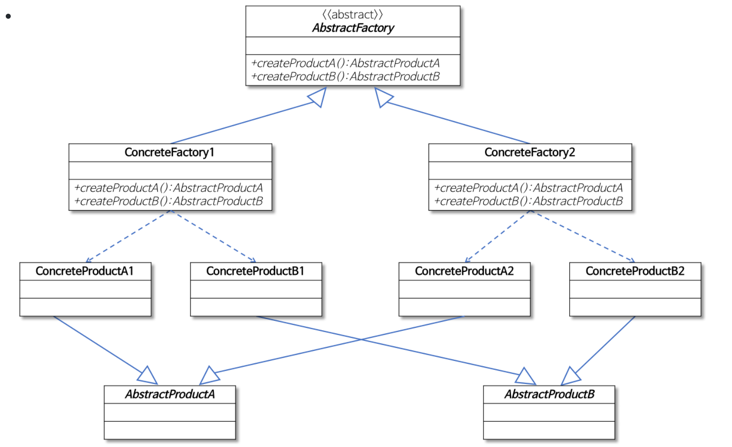 •
⟨⟨abstract⟩⟩
AbstractFactory
+createProductA():AbstractProductA
+createProductB():AbstractProductB
ConcreteFactory1
+createProductA():AbstractProductA
+createProductB():AbstractProductB
ConcreteFactory2
+createProductA():AbstractProductA
+createProductB():AbstractProductB
ConcreteProductA1
ConcreteProductB1
ConcreteProductA2
ConcreteProductB2
AbstractProductA
AbstractProductB